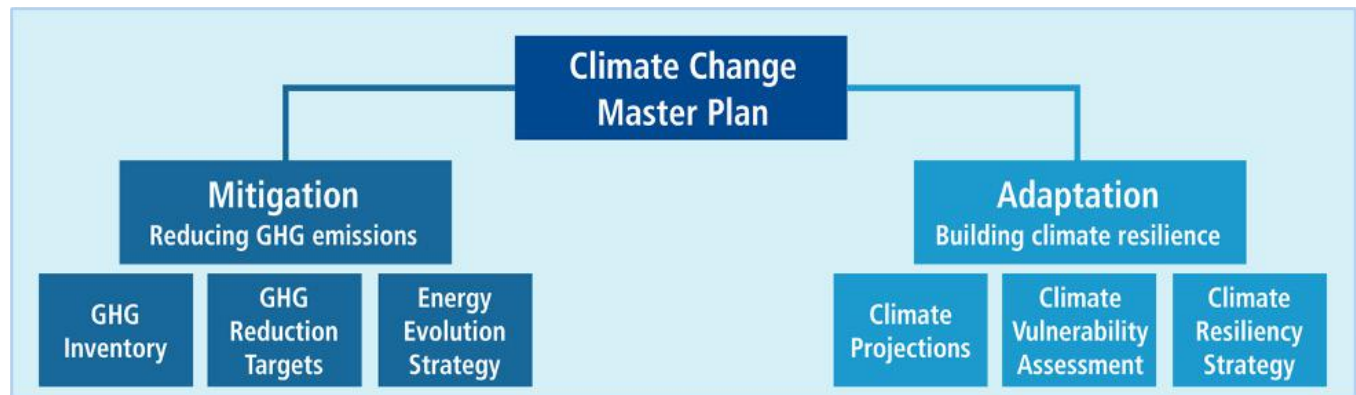 Climate Change
Master Plan
Mitigation
Reducing GHG emissions
Adaptation
Building climate resilience
GHG
Inventory
GHG
Reduction
Targets
Energy
Evolution
Strategy
Climate
Projections
Climate
Vulnerability
Assessment
Climate
Resiliency
Strategy